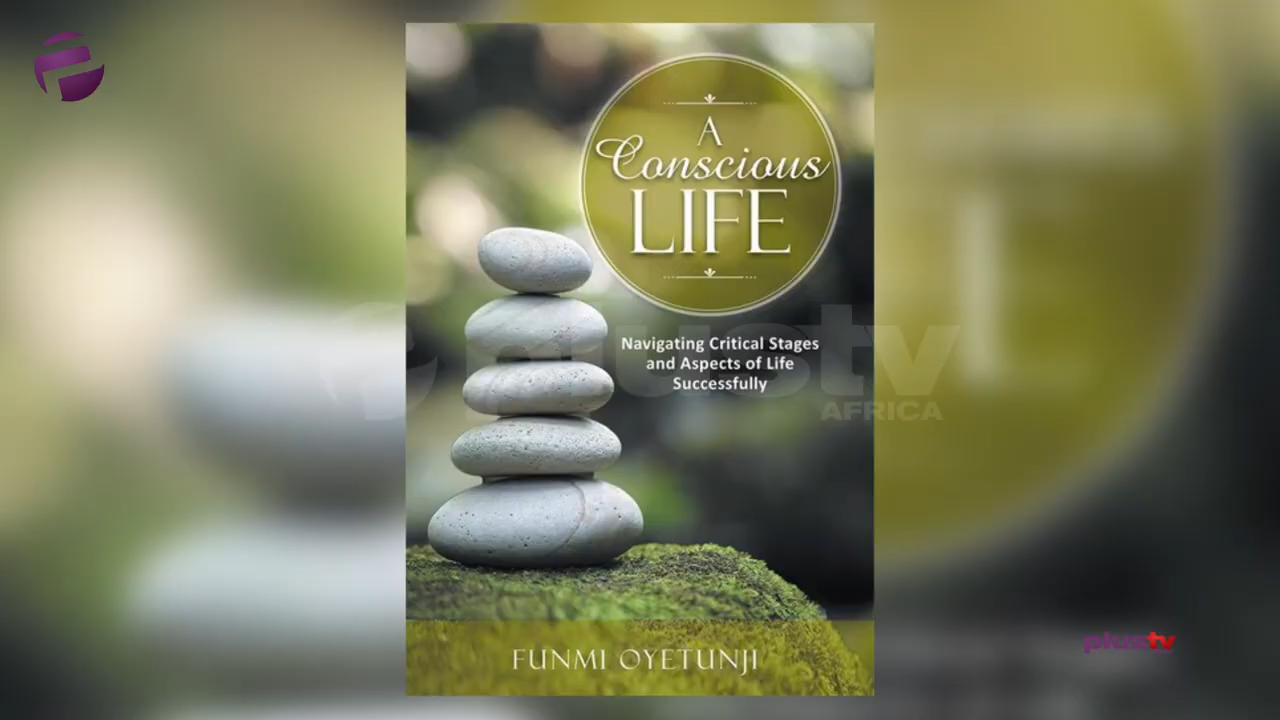 A
Conscious
LIFE
Navigating Critical Stages
and Aspects of Life
Successfully
plustv
AFRICA
FUNMI OYETUNJI
plustv